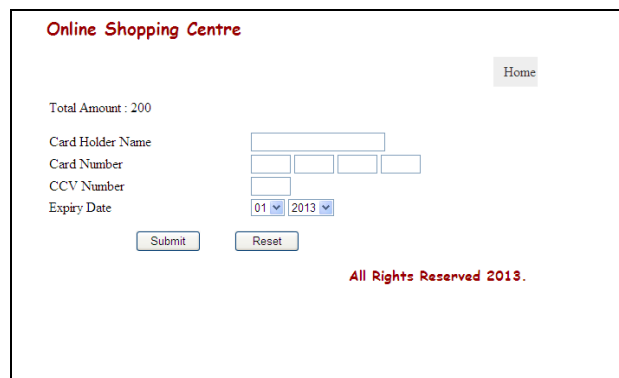 Online Shopping Centre
Home
Total Amount : 200
Card Holder Name
Card Number
CCV Number
Expiry Date 01 2013
Submit Reset
All Rights Reserved 2013.